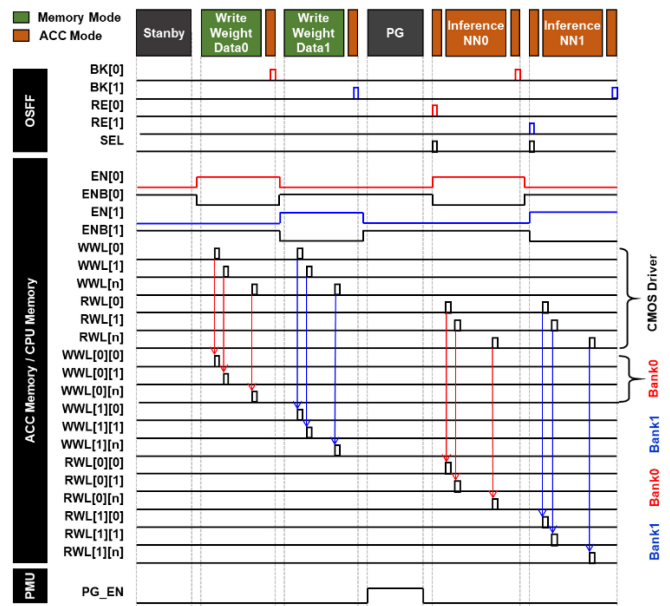 Memory Mode
ACC Mode
Stanby
Write
Weight
Data0
Write
Weight
Data1
PG
Inference
NN0
Inference
NN1
OSFF
BK[0]
BK[1]
RE[0]
RE[1]
SEL
ACC Memory / CPU Memory
EN[0]
ENB[0]
EN[1]
ENB[1]
WWL[0]
WWL[1]
WWL[n]
RWL[0]
RWL[1]
RWL[n]
WWL[0][0]
WWL[0][1]
WWL[0][n]
WWL[1][0]
WWL[1][1]
WWL[1][n]
RWL[0][0]
RWL[0][1]
RWL[0][n]
RWL[1][0]
RWL[1][1]
RWL[1][n]
CMOS Driver
Bank0
Bank1
Bank0
Bank1
PMU
PG_EN